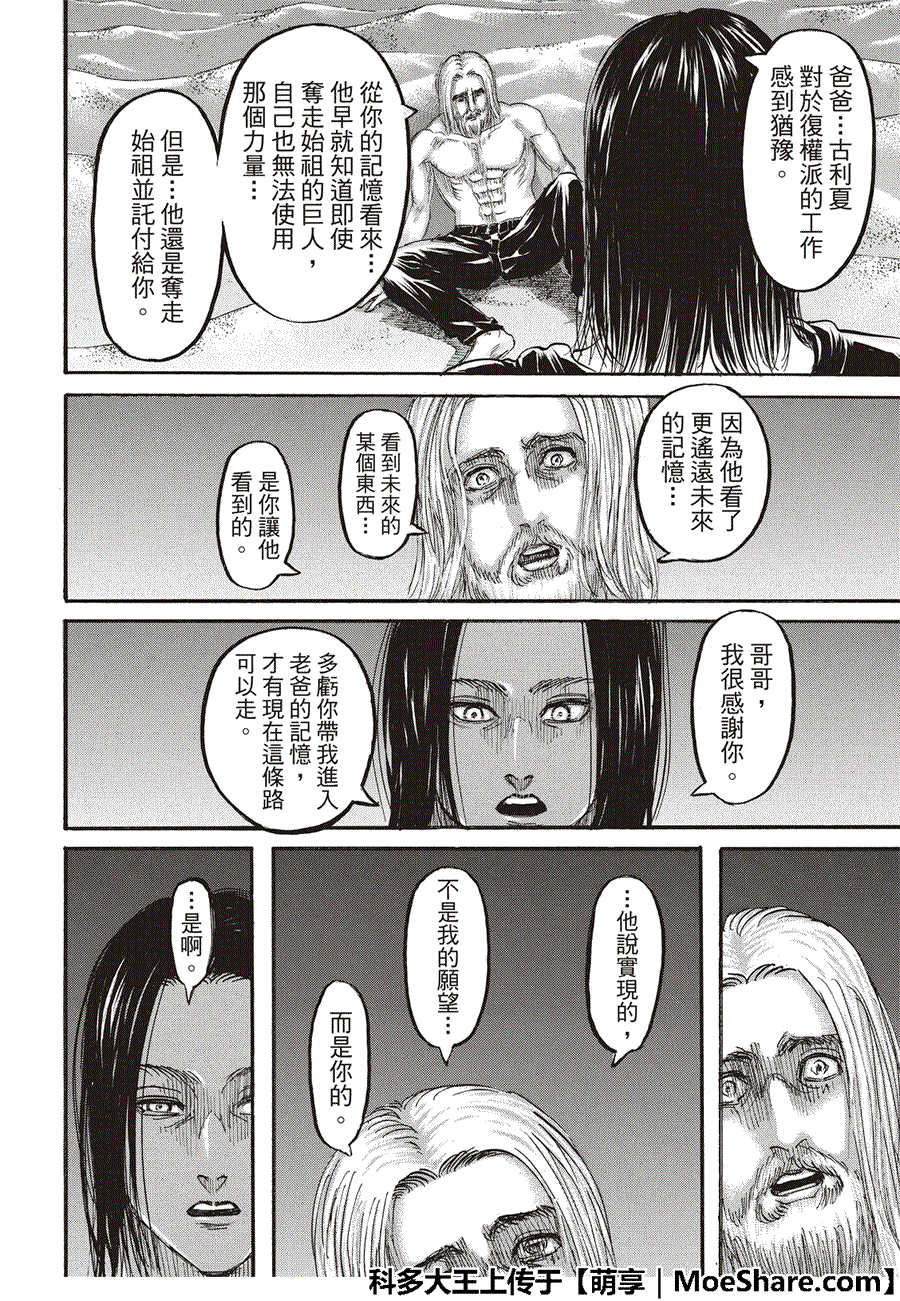 爸爸…古利夏
對於復權派的工作
感到猶豫。
從你的記憶看來…
他早就知道即使
奪走始祖的巨人，
自己也無法使用
那個力量…
但是…他還是奪走
始祖並託付給你。
因為他看了
更遙遠未來
的記憶…
看到未來的
某個東西…
是你讓他
看到的。
哥哥，
我很感謝你。
多虧你帶我進入
老爸的記憶，
才有現在這條路
可以走。
…他說實現的，
不是我的願望…
而是你的。
…是啊。
科多大王上传于【萌享｜MoeShare.com】